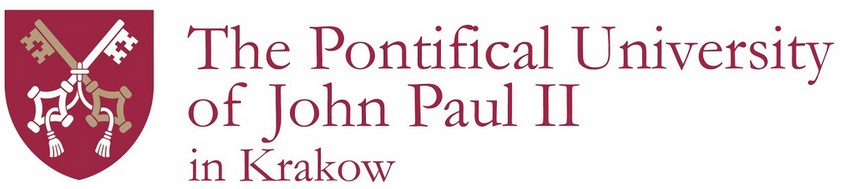 The Pontifical University
of John Paul II
in Krakow